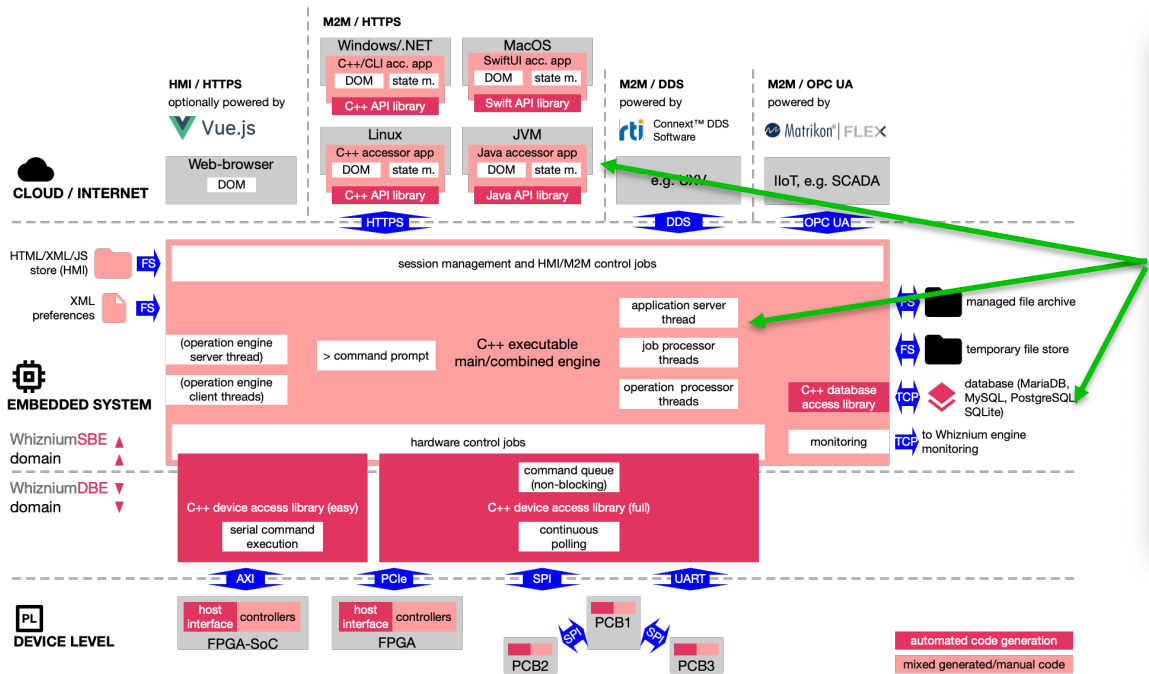 M2M / HTTPS
Windows/.NET
C++/CLI acc. app
DOM
state m.
C++ API library
MacOS
SwiftUI acc. app
DOM
state m.
Swift API library
HMI / HTTPS
optionally powered by
Vue.js
Web-browser
DOM
Linux
C++ accessor app
DOM
state m.
C++ API library
JVM
Java accessor app
DOM
state m.
Java API library
M2M / DDS
powered by
rti
Connext™ DDS
Software
e.g. UXV
M2M / OPC UA
powered by
Matrikon® | FLEX
IIoT, e.g. SCADA
CLOUD / INTERNET
HTTPS
DDS
OPC UA
HTML/XML/JS
store (HMI)
FS
XML
preferences
FS
session management and HMI/M2M control jobs
application server
thread
(operation engine
server thread)
> command prompt
C++ executable
main/combined engine
job processor
threads
(operation engine
client threads)
operation processor
threads
C++ database
access library
FS
managed file archive
FS
temporary file store
TCP
database (MariaDB,
MySQL, PostgreSQL,
SQLite)
EMBEDDED SYSTEM
hardware control jobs
monitoring
TCP
to Whiznium engine
monitoring
WhizniumSBE
domain
WhizniumDBE
domain
C++ device access library (easy)
serial command
execution
command queue
(non-blocking)
C++ device access library (full)
continuous
polling
AXI
PCIe
SPI
UART
PL
DEVICE LEVEL
host
interface
controllers
FPGA-SoC
host
interface
controllers
FPGA
PCB1
SPI
SPI
PCB2
PCB3
automated code generation
mixed generated/manual code